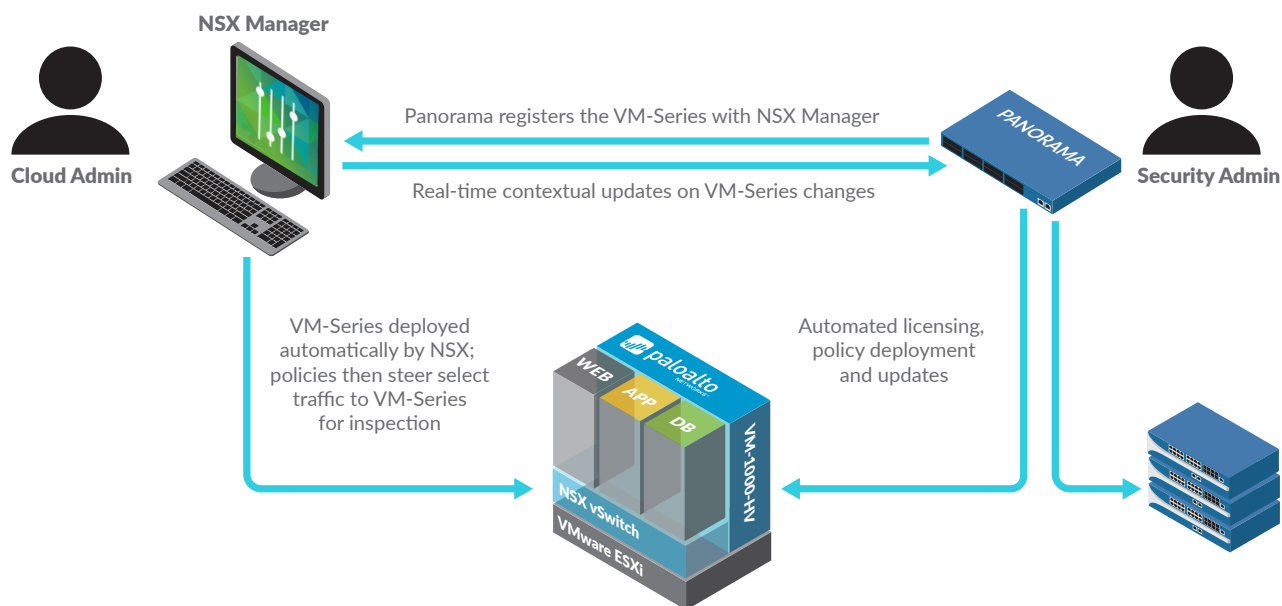 NSX Manager
Cloud Admin
Panorama registers the VM-Series with NSX Manager
Real-time contextual updates on VM-Series changes
PANORAMA
Security Admin
VM-Series deployed
automatically by NSX;
policies then steer select
traffic to VM-Series
for inspection
Automated licensing,
policy deployment
and updates
paloalto
NETWORKS
WEB
APP
DB
VM-1000-HV
NSX vSwitch
VMware ESXi